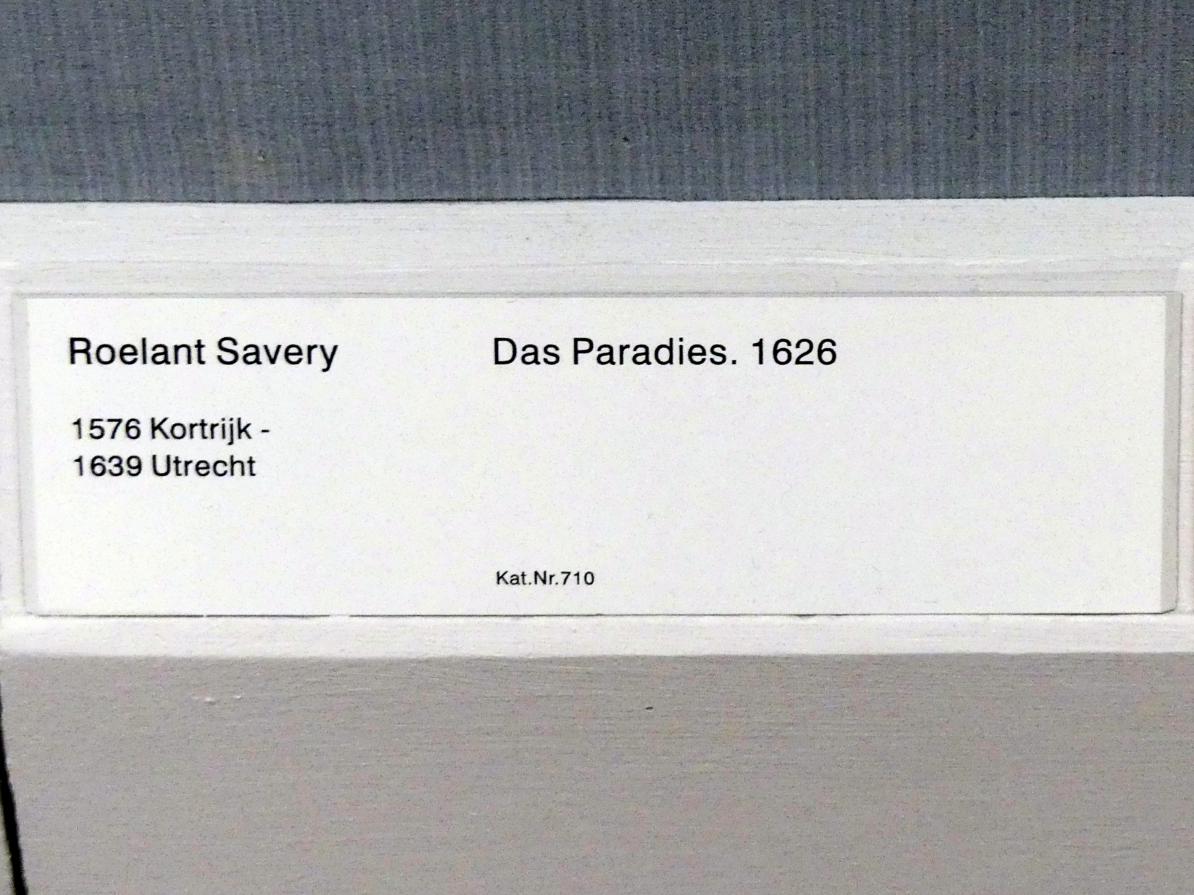 Roelant Savery
Das Paradies. 1626
1576 Kortrijk -
1639 Utrecht
Kat.Nr.710